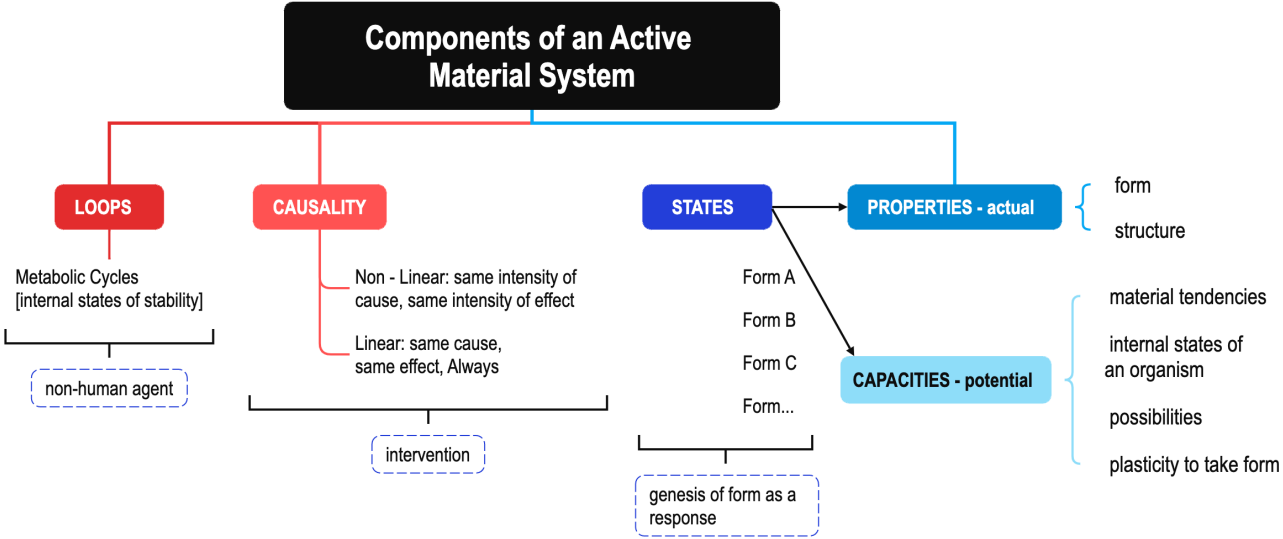 Components of an Active
Material System
LOOPS
CAUSALITY
STATES
PROPERTIES - actual
form
structure
Metabolic Cycles
[internal states of stability]
non-human agent
Non - Linear: same intensity of
cause, same intensity of effect
Linear: same cause,
same effect, Always
intervention
Form A
Form B
Form C
Form...
genesis of form as a
response
CAPACITIES - potential
material tendencies
internal states of
an organism
possibilities
plasticity to take form